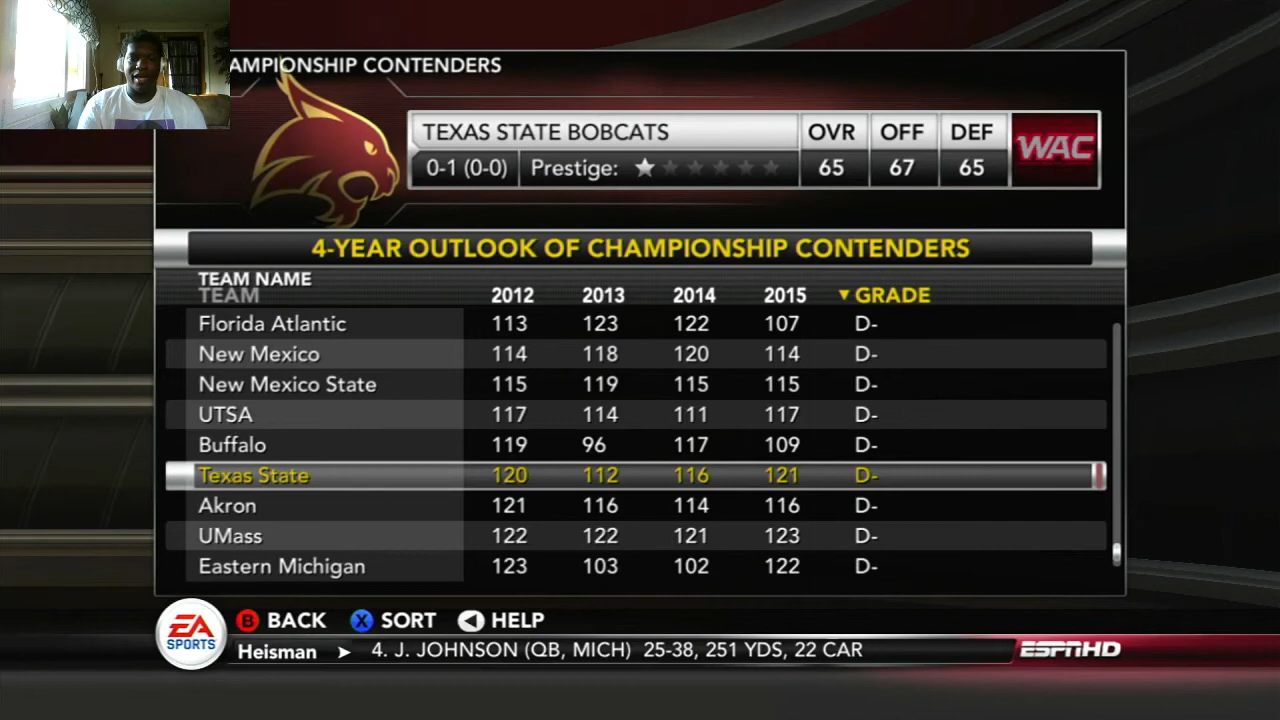 AMPIONSHIP CONTENDERS
TEXAS STATE BOBCATS OVR OFF DEF WAC
0-1 (0-0) Prestige: 65 67 65
4-YEAR OUTLOOK OF CHAMPIONSHIP CONTENDERS
TEAM NAME
TEAM 2012 2013 2014 2015 ▼ GRADE
Florida Atlantic 113 123 122 107 D-
New Mexico 114 118 120 114 D-
New Mexico State 115 119 115 115 D-
UTSA 117 114 111 117 D-
Buffalo 119 96 117 109 D-
Texas State 120 112 116 121 D-
Akron 121 116 114 116 D-
UMass 122 122 121 123 D-
Eastern Michigan 123 103 102 122 D-
EA SPORTS B BACK X SORT HELP
Heisman 4. J. JOHNSON (QB, MICH) 25-38, 251 YDS, 22 CAR ESPNHD